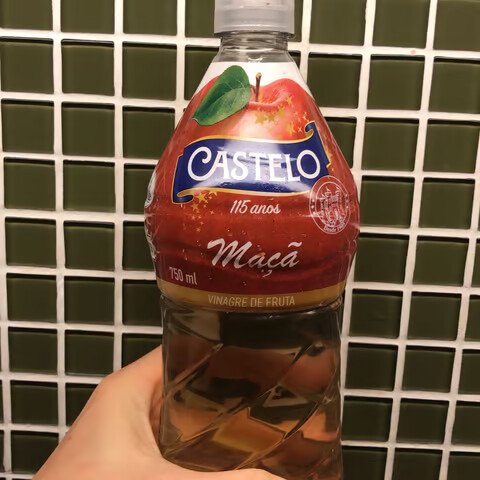 CASTELO
115 anos
Maçã
750 ml
VINAGRE DE FRUTA